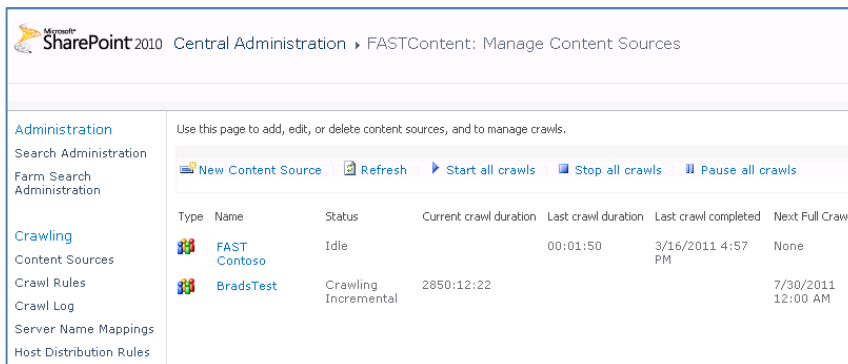 Microsoft
SharePoint 2010 Central Administration ▸ FASTContent: Manage Content Sources
Administration
Search Administration
Farm Search
Administration
Crawling
Content Sources
Crawl Rules
Crawl Log
Server Name Mappings
Host Distribution Rules
Use this page to add, edit, or delete content sources, and to manage crawls.
New Content Source Refresh Start all crawls Stop all crawls Pause all crawls
Type Name Status Current crawl duration Last crawl duration Last crawl completed Next Full Craw
FAST Idle 00:01:50 3/16/2011 4:57 None
Contoso PM
BradsTest Crawling 2850:12:22 7/30/2011
Incremental 12:00 AM